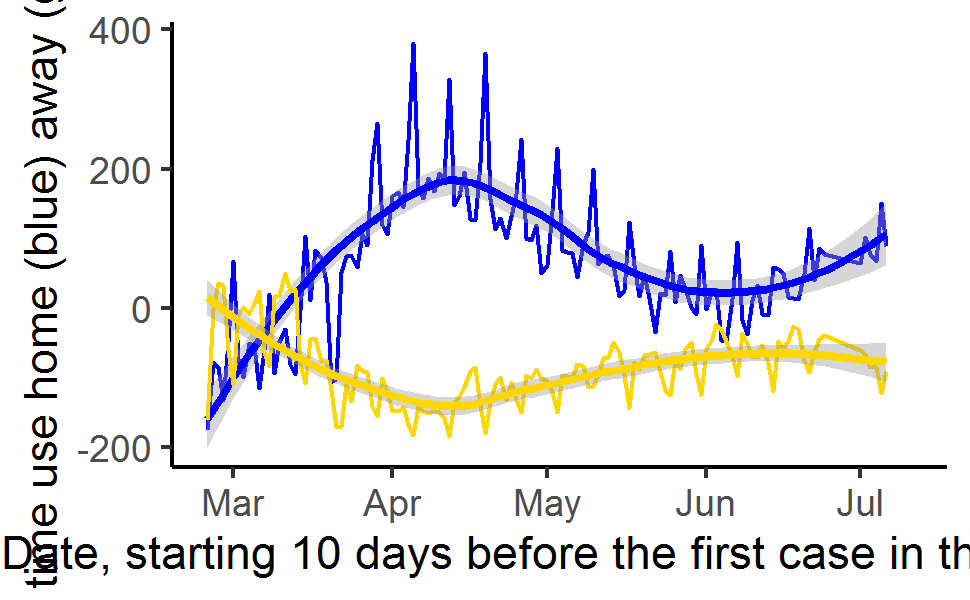 time use home (blue) away (
400
200
0
-200
Mar Apr May Jun Jul
Date, starting 10 days before the first case in th